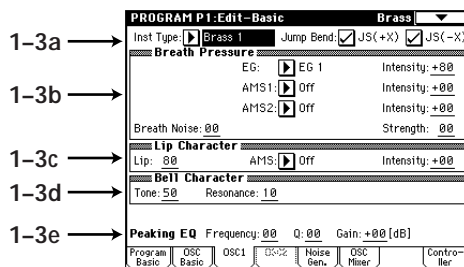 PROGRAM P1:Edit-Basic Brass
1-3a Inst Type: Brass 1 Jump Bend: JS(+X) JS(-X)
Breath Pressure
EG: EG 1 Intensity:+80
1-3b AMS1: Off Intensity:+00
AMS2: Off Intensity:+00
Breath Noise:00 Strength: 00
Lip Character
1-3c Lip: 80 AMS: Off Intensity:+00
Bell Character
1-3d Tone:50 Resonance:10
1-3e Peaking EQ Frequency:00 Q:00 Gain:+00[dB]
Program Basic OSC Basic OSC1 OSC2 Noise Gen. OSC Mixer Contro-ller